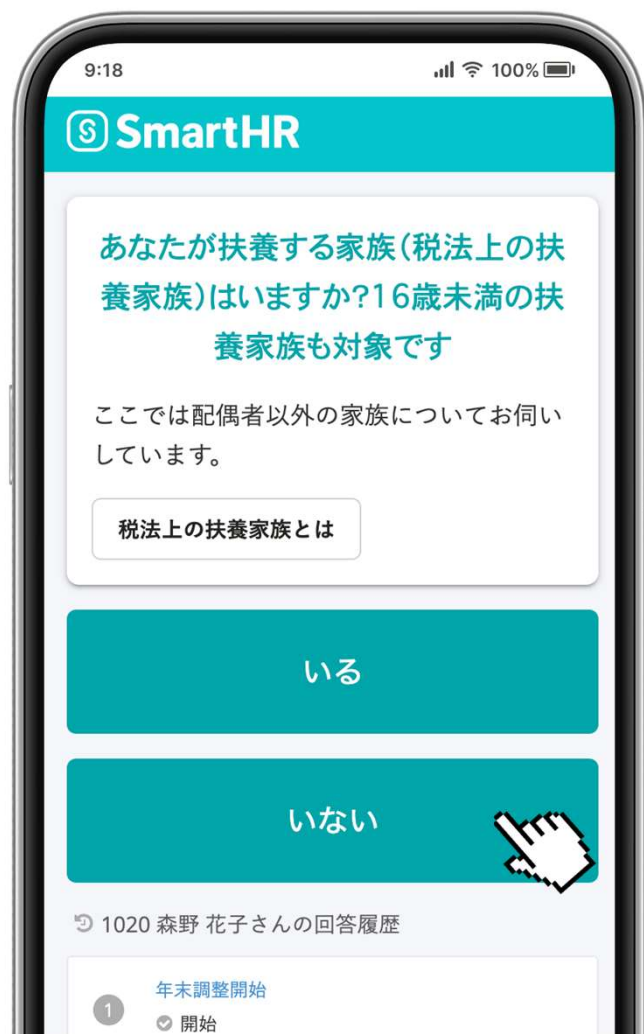 9:18
100%
SmartHR
あなたが扶養する家族(税法上の扶
養家族)はいますか?16歳未満の扶
養家族も対象です
ここでは配偶者以外の家族についてお伺い
しています。
税法上の扶養家族とは
いる
いない
1020 森野 花子さんの回答履歴
1
年末調整開始
開始